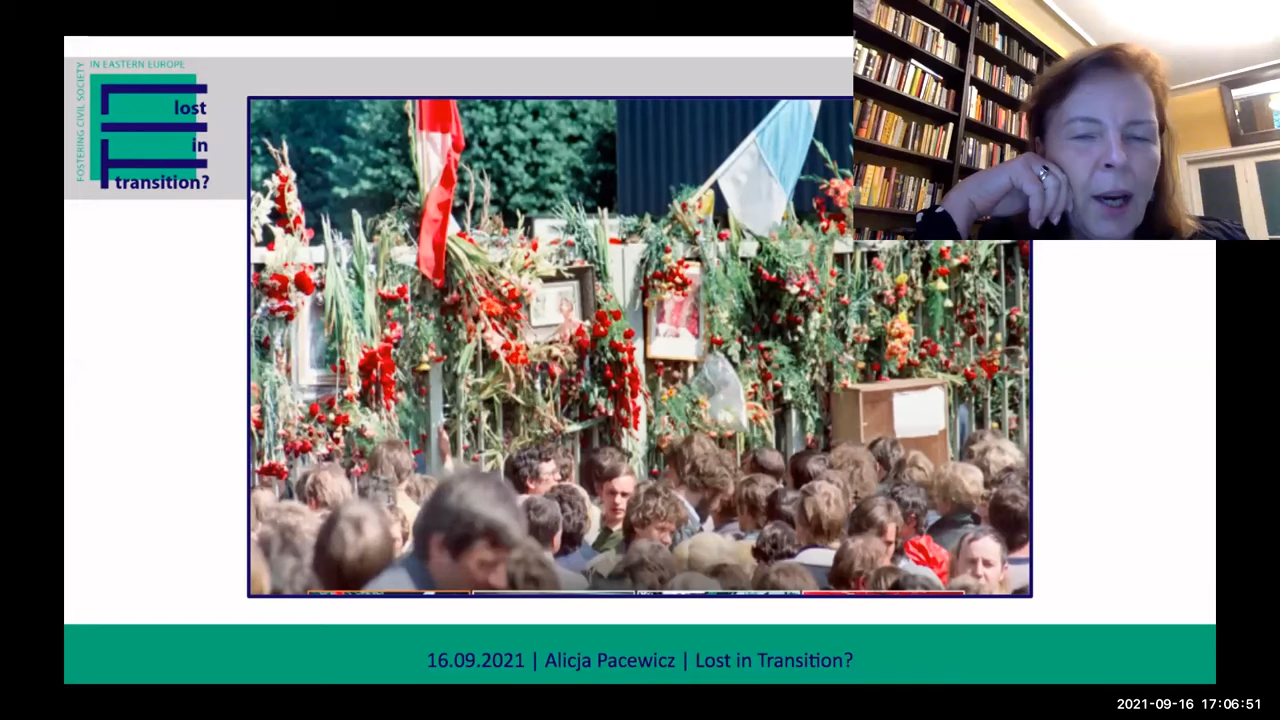 IN EASTERN EUROPE
FOSTERING CIVIL SOCIETY
lost
in
transition?
16.09.2021 | Alicja Pacewicz | Lost in Transition?
2021-09-16 17:06:51